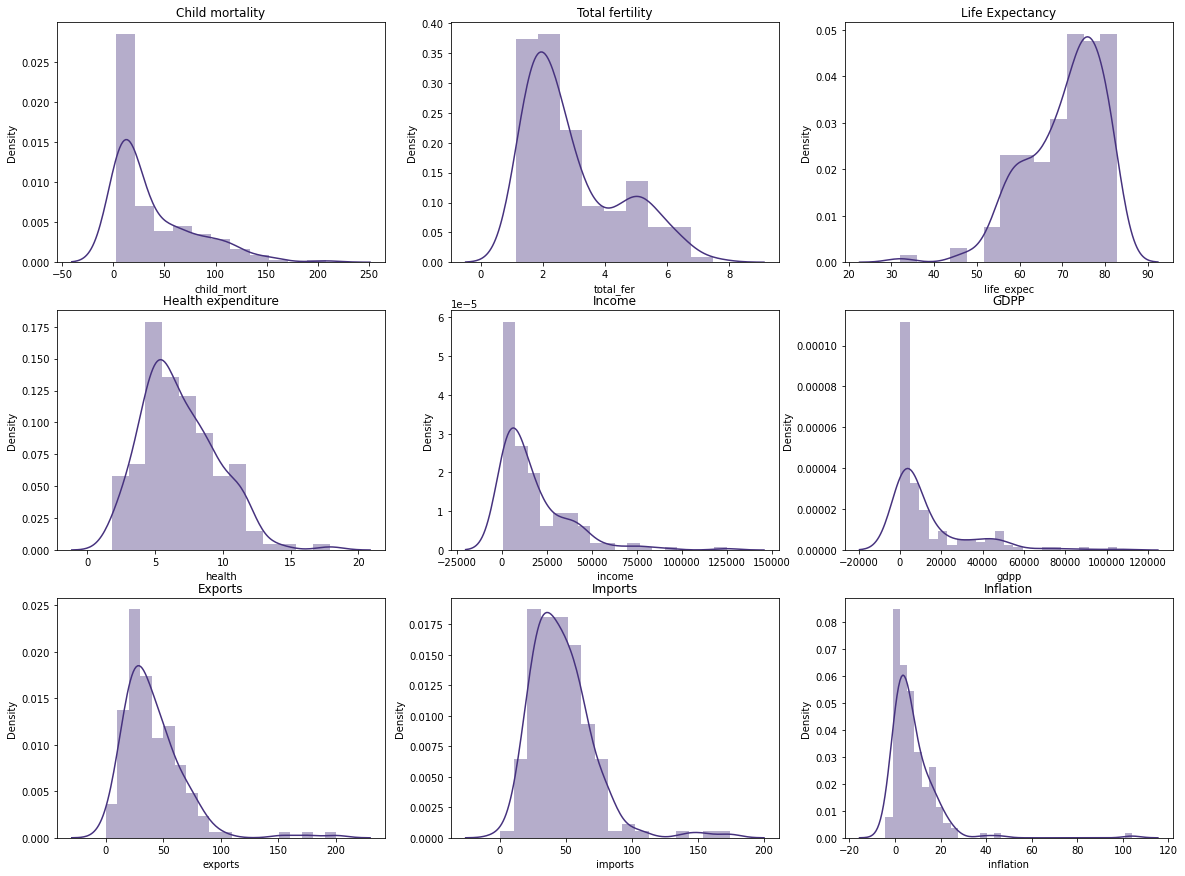 Child mortality
Density
0.000
0.005
0.010
0.015
0.020
0.025
−50 0 50 100 150 200 250
child_mort
Total fertility
Density
0.00
0.05
0.10
0.15
0.20
0.25
0.30
0.35
0.40
0 2 4 6 8
total_fer
Life Expectancy
Density
0.00
0.01
0.02
0.03
0.04
0.05
20 30 40 50 60 70 80 90
life_expec
Health expenditure
Density
0.000
0.025
0.050
0.075
0.100
0.125
0.150
0.175
0 5 10 15 20
health
Income
1e−5
Density
0
1
2
3
4
5
6
−25000 0 25000 50000 75000 100000 125000 150000
income
GDPP
Density
0.00000
0.00002
0.00004
0.00006
0.00008
0.00010
−20000 0 20000 40000 60000 80000 100000 120000
gdpp
Exports
Density
0.000
0.005
0.010
0.015
0.020
0.025
0 50 100 150 200
exports
Imports
Density
0.0000
0.0025
0.0050
0.0075
0.0100
0.0125
0.0150
0.0175
0 50 100 150 200
imports
Inflation
Density
0.00
0.01
0.02
0.03
0.04
0.05
0.06
0.07
0.08
−20 0 20 40 60 80 100 120
inflation